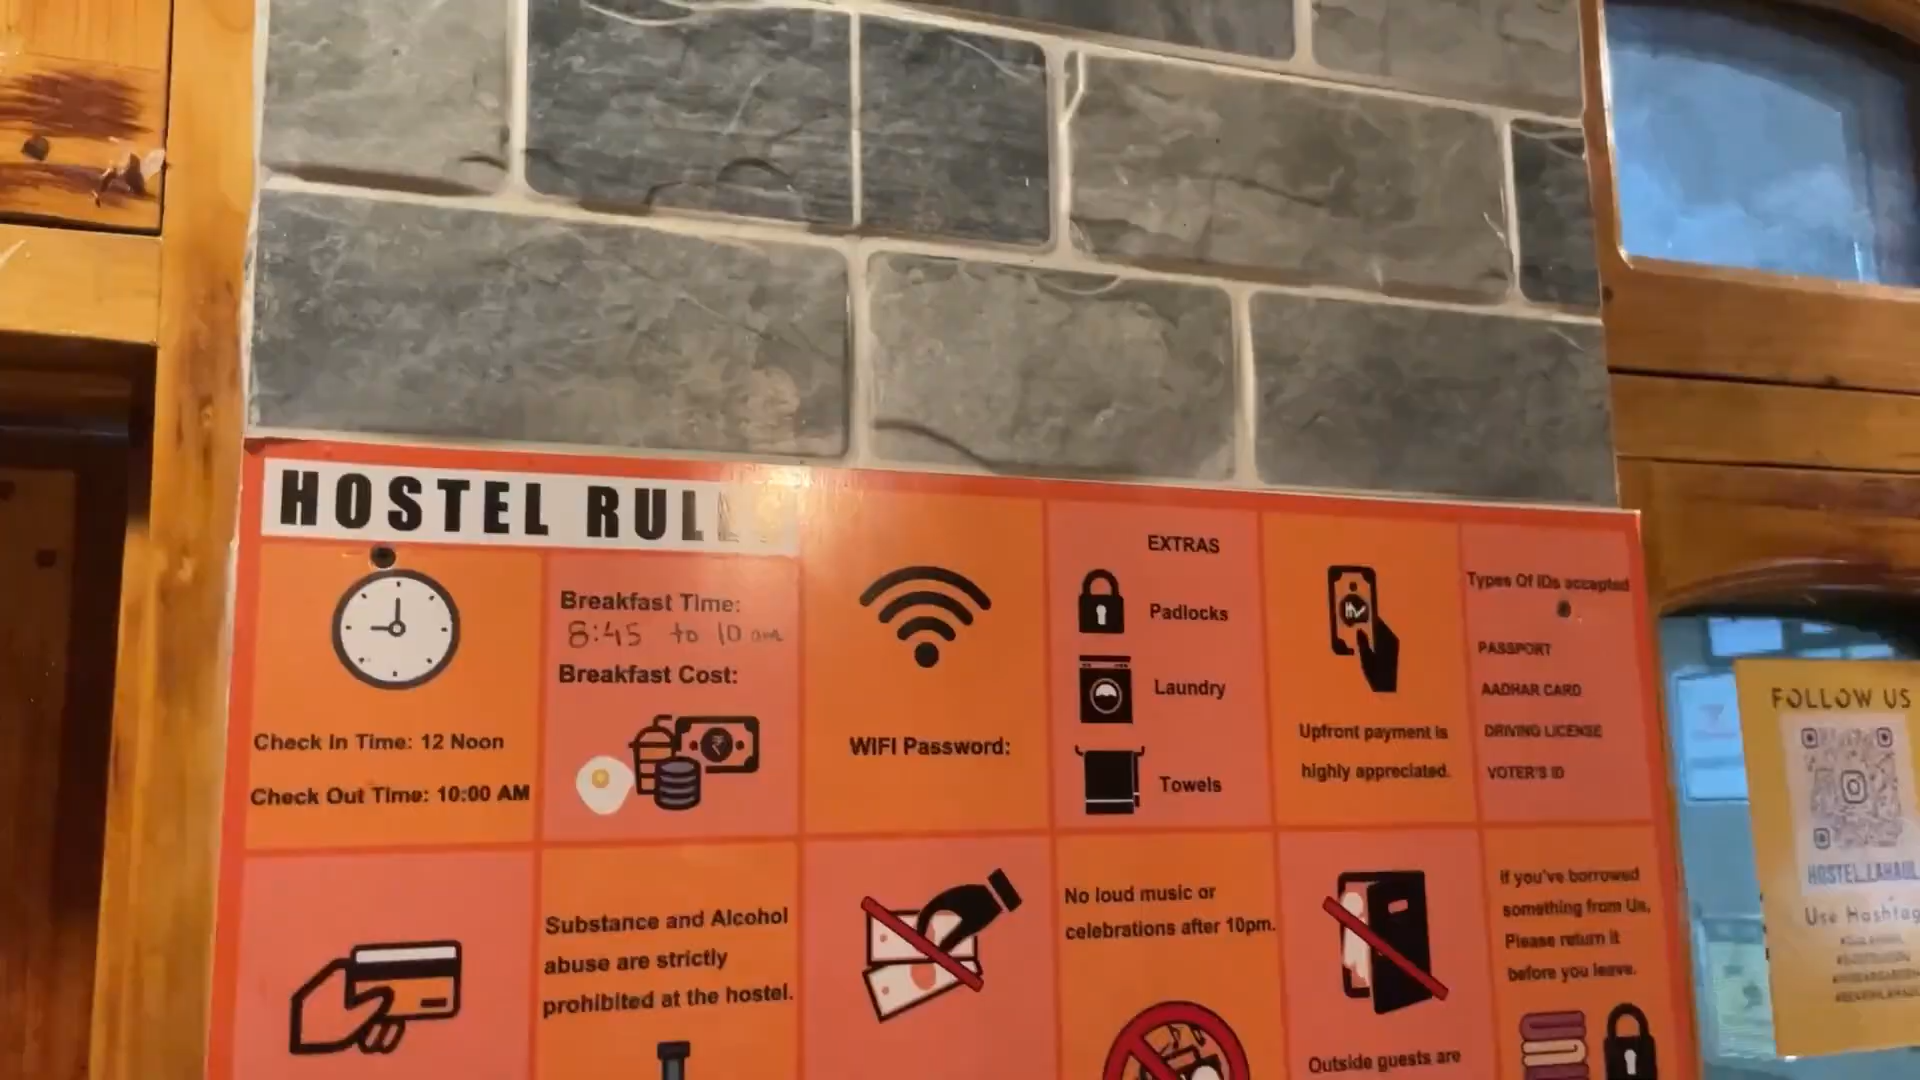 HOSTEL RUL
Check In Time: 12 Noon
Check Out Time: 10:00 AM
Breakfast Time:
8:45 to 10 am
Breakfast Cost:
WIFI Password:
EXTRAS
Padlocks
Laundry
Towels
Upfront payment is
highly appreciated.
Types Of IDs accepted
PASSPORT
AADHAR CARD
DRIVING LICENSE
VOTER'S ID
Substance and Alcohol
abuse are strictly
prohibited at the hostel.
No loud music or
celebrations after 10pm.
Outside guests are
If you've borrowed
something from Us,
Please return it
before you leave.
FOLLOW US
HOSTEL.LAHAUL
Use Hashtag